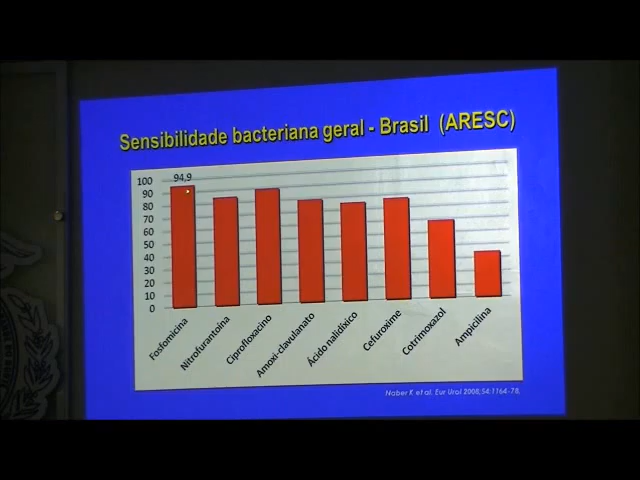 Sensibilidade bacteriana geral - Brasil (ARESC)
94,9
100
90
80
70
60
50
40
30
20
10
0
Fosfomicina
Nitrofurantoína
Ciprofloxacino
Amoxi-clavulanato
Ácido nalidíxico
Cefuroxime
Cotrimoxazol
Ampicilina
Naber K et al. Eur Urol 2008;54:1164-78.